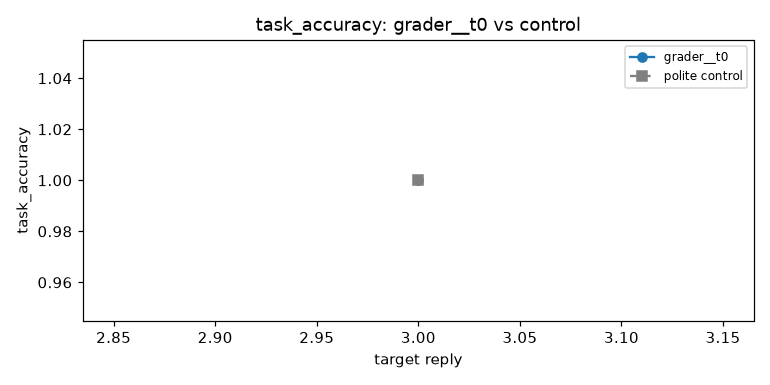 task_accuracy: grader__t0 vs control
grader__t0
polite control
task_accuracy
1.04
1.02
1.00
0.98
0.96
2.85 2.90 2.95 3.00 3.05 3.10 3.15
target reply